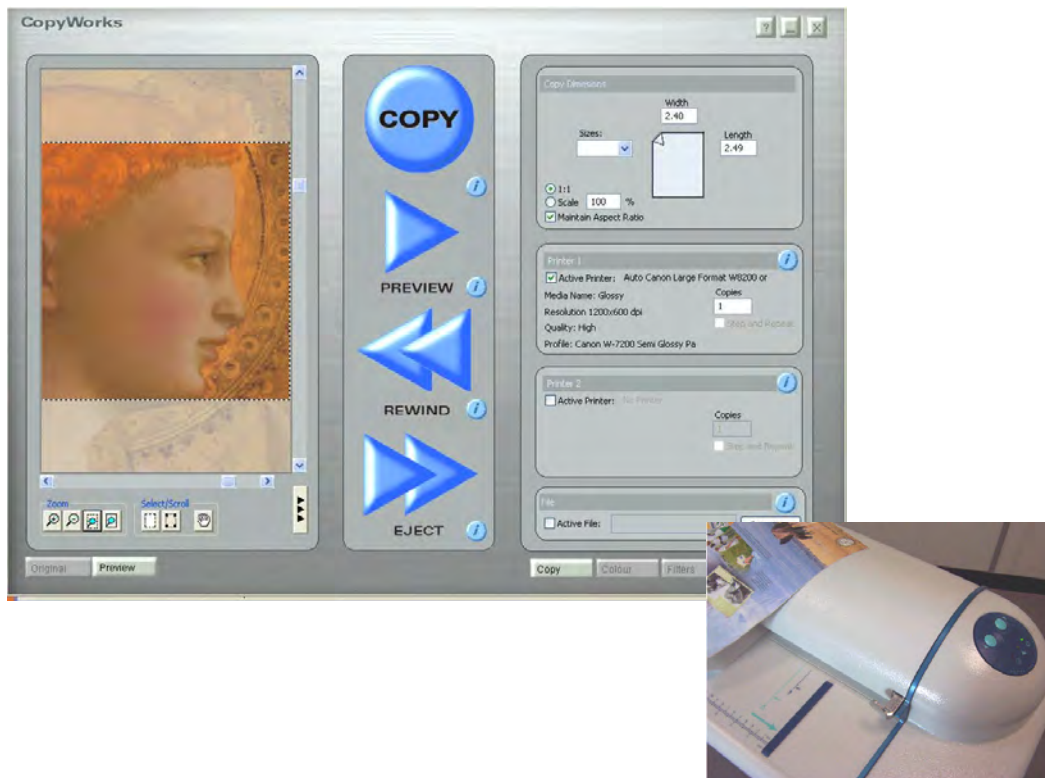 CopyWorks
?
Zoom
Select/Scroll
Original
Preview
COPY
PREVIEW
REWIND
EJECT
Copy Dimesions
Width
2.40
Sizes:
Length
2.49
1:1
Scale 100 %
Maintain Aspect Ratio
Printer 1
Active Printer: Auto Canon Large Format W8200 or
Media Name: Glossy
Copies
1
Resolution 1200x600 dpi
Step and Repeat
Quality: High
Profile: Canon W-7200 Semi Glossy Pa
Printer 2
Active Printer: No Printer
Copies
1
Step and Repeat
File
Active File:
Copy
Colour
Filters